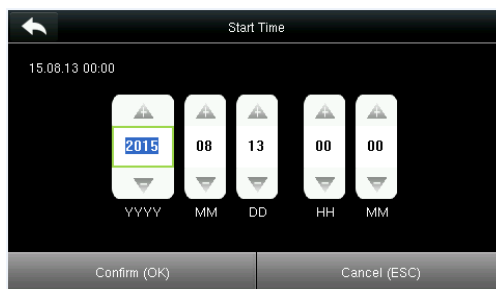 Start Time
15.08.13 00:00
2015 08 13 00 00
YYYY MM DD HH MM
Confirm (OK) Cancel (ESC)